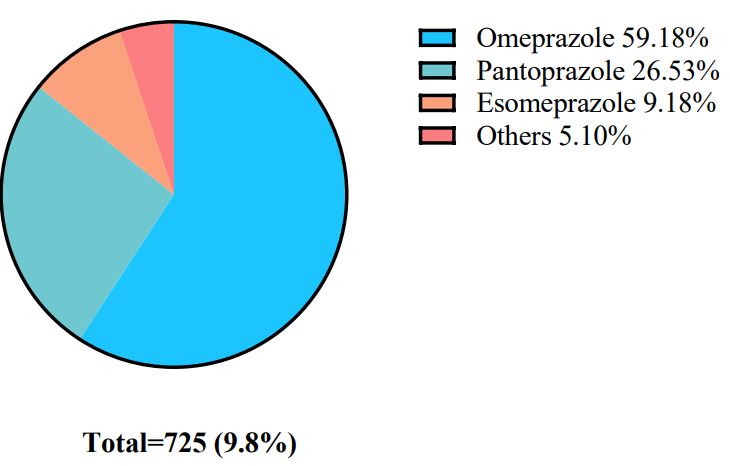 Omeprazole 59.18%
Pantoprazole 26.53%
Esomeprazole 9.18%
Others 5.10%
Total=725 (9.8%)